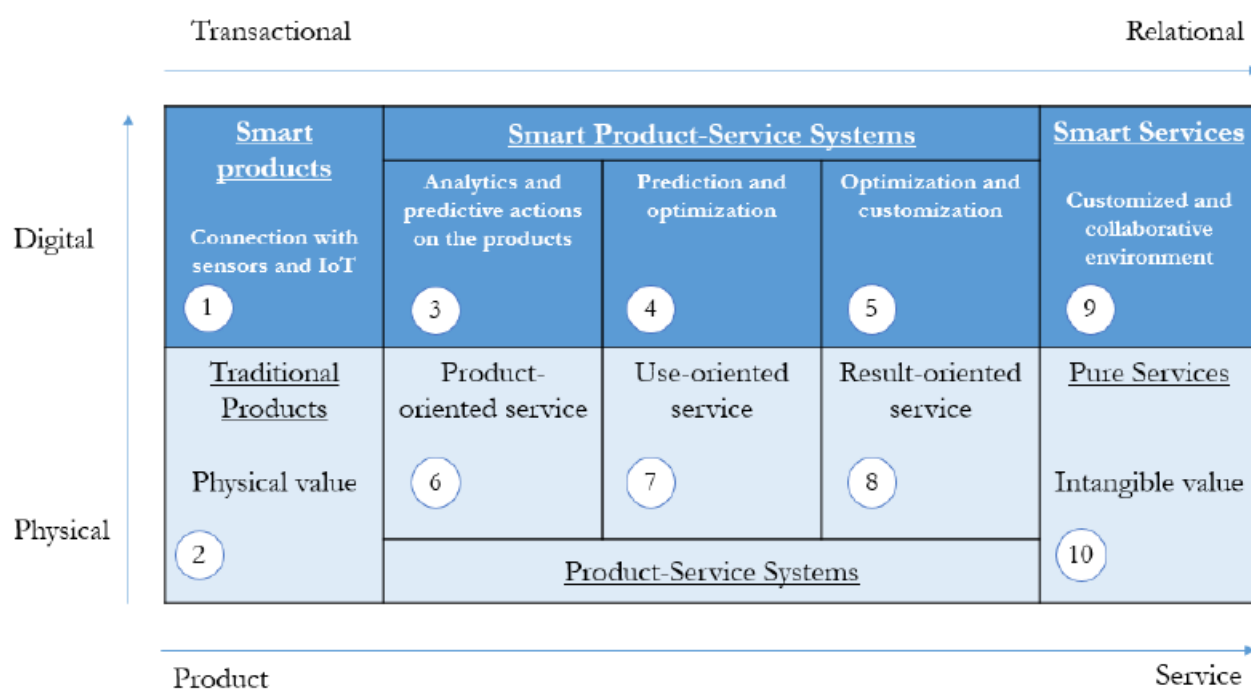 Transactional
Relational
Smart
products
Connection with
sensors and IoT
1
Smart Product-Service Systems
Analytics and
predictive actions
on the products
3
Prediction and
optimization
4
Optimization and
customization
5
Smart Services
Customized and
collaborative
environment
9
Digital
Traditional
Products
Physical value
2
Product-
oriented service
6
Use-oriented
service
7
Result-oriented
service
8
Product-Service Systems
Pure Services
Intangible value
10
Physical
Product
Service